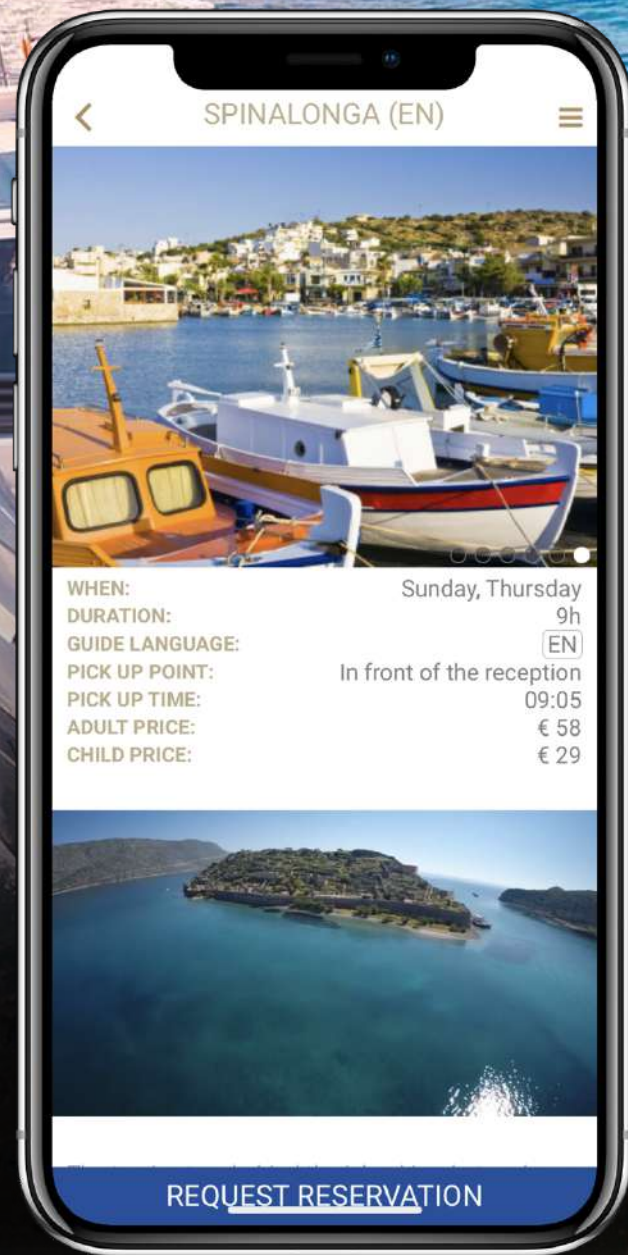 SPINALONGA (EN)
WHEN: Sunday, Thursday
DURATION: 9h
GUIDE LANGUAGE: EN
PICK UP POINT: In front of the reception
PICK UP TIME: 09:05
ADULT PRICE: € 58
CHILD PRICE: € 29
REQUEST RESERVATION